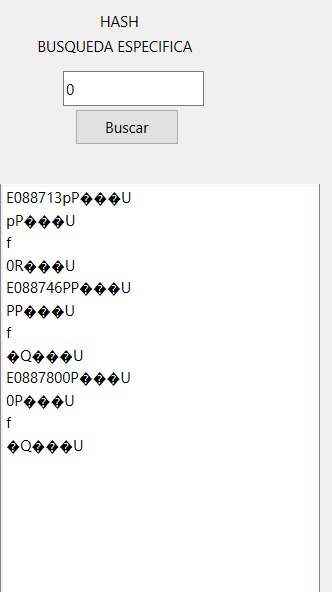 HASH
BUSQUEDA ESPECIFICA
0
Buscar
E088713pP���U
pP���U
f
0R���U
E088746PP���U
PP���U
f
�Q���U
E0887800P���U
0P���U
f
�Q���U